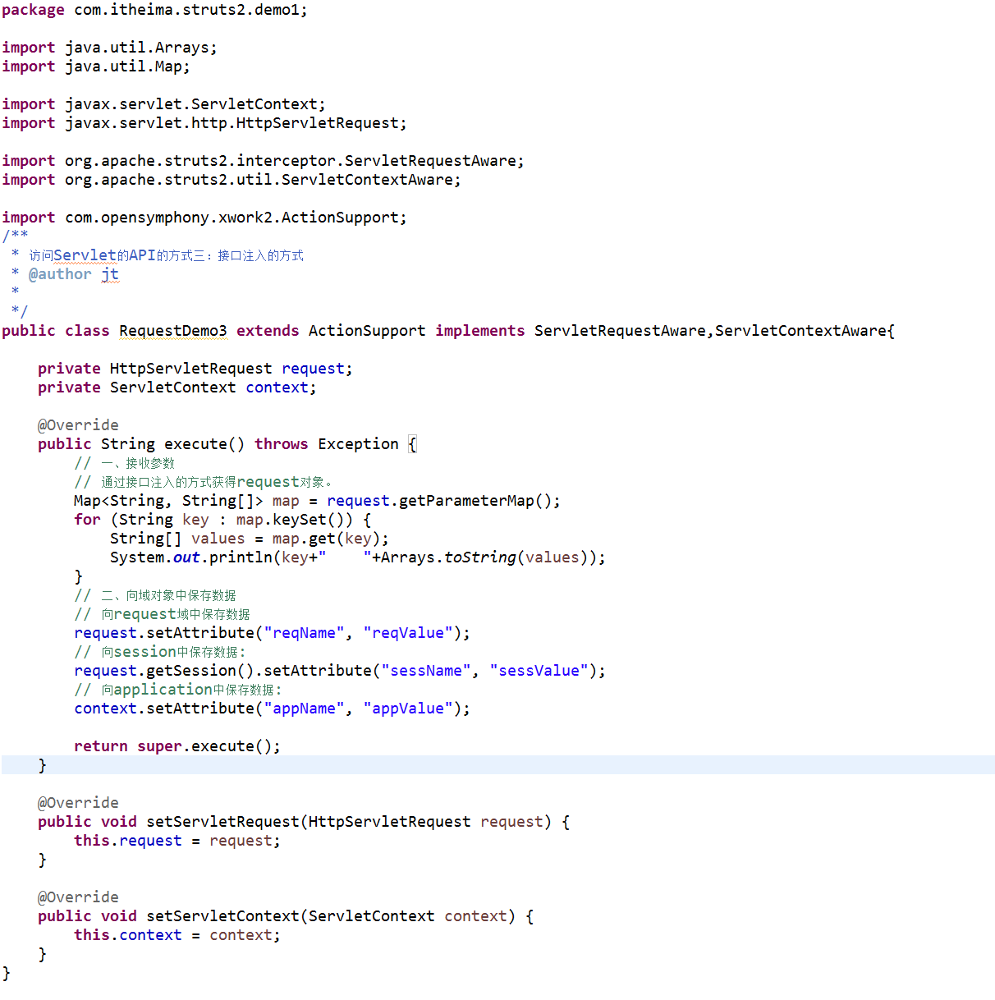 package com.itheima.struts2.demo1;
import java.util.Arrays;
import java.util.Map;
import javax.servlet.ServletContext;
import javax.servlet.http.HttpServletRequest;
import org.apache.struts2.interceptor.ServletRequestAware;
import org.apache.struts2.util.ServletContextAware;
import com.opensymphony.xwork2.ActionSupport;
/**
 * 访问Servlet的API的方式三：接口注入的方式
 * @author jt
 *
 */
public class RequestDemo3 extends ActionSupport implements ServletRequestAware,ServletContextAware{
    private HttpServletRequest request;
    private ServletContext context;
    @Override
    public String execute() throws Exception {
        // 一、接收参数
        // 通过接口注入的方式获得request对象。
        Map<String, String[]> map = request.getParameterMap();
        for (String key : map.keySet()) {
            String[] values = map.get(key);
            System.out.println(key+"    "+Arrays.toString(values));
        }
        // 二、向域对象中保存数据
        // 向request域中保存数据
        request.setAttribute("reqName", "reqValue");
        // 向session中保存数据：
        request.getSession().setAttribute("sessName", "sessValue");
        // 向application中保存数据：
        context.setAttribute("appName", "appValue");
        return super.execute();
    }
    @Override
    public void setServletRequest(HttpServletRequest request) {
        this.request = request;
    }
    @Override
    public void setServletContext(ServletContext context) {
        this.context = context;
    }
}